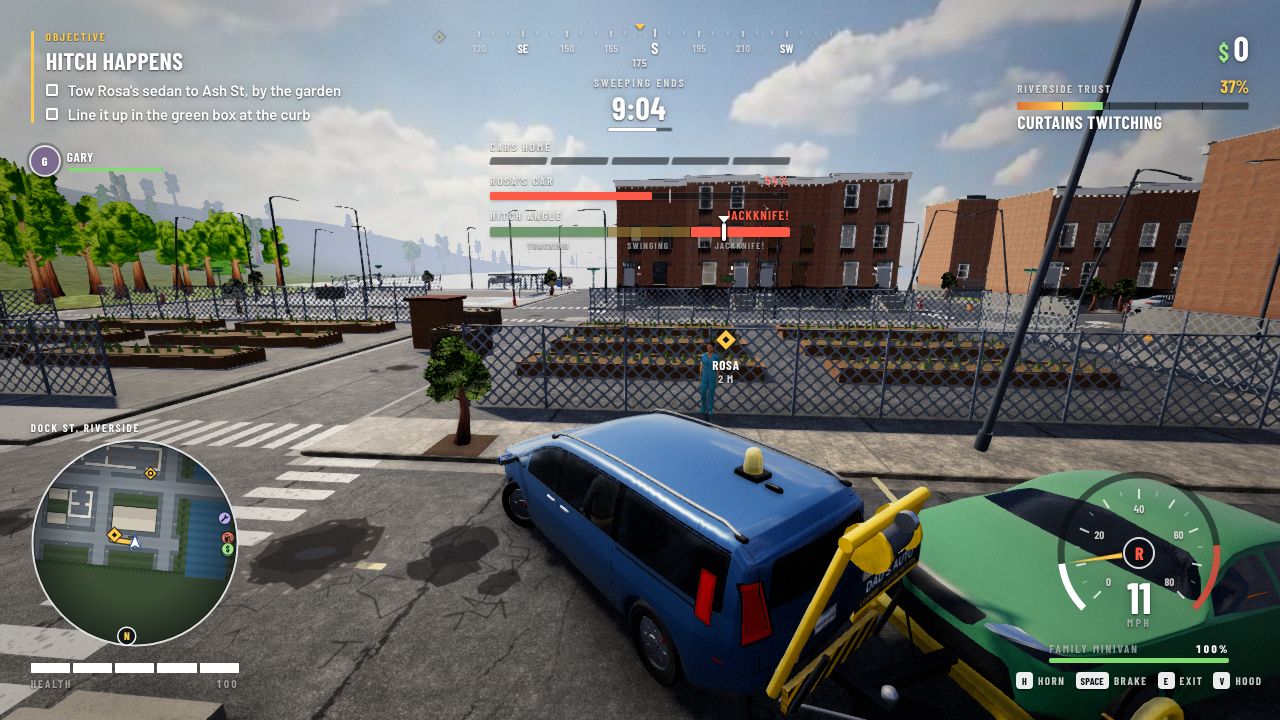 OBJECTIVE
HITCH HAPPENS
Tow Rosa's sedan to Ash St, by the garden
Line it up in the green box at the curb
G GARY
120 SE 150 165 S 195 210 SW
175
SWEEPING ENDS
9:04
CARS HOME
ROSA'S CAR
HITCH ANGLE JACKKNIFE!
TRACKING SWINGING JACKKNIFE!
$ 0
RIVERSIDE TRUST 37%
CURTAINS TWITCHING
ROSA
2 M
DAD'S AUTO
DOCK ST, RIVERSIDE
N
HEALTH 100
0 20 40 60 80
R
11
MPH
FAMILY MINIVAN 100%
H HORN SPACE BRAKE E EXIT V HOOD